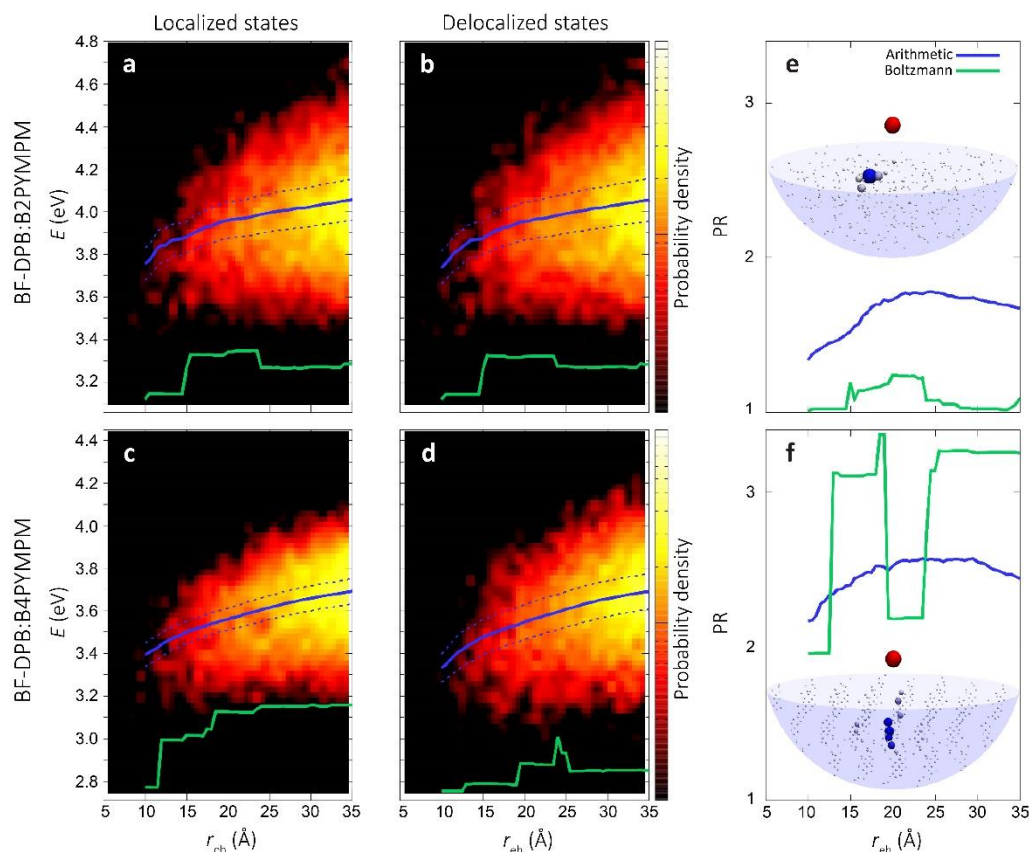 Localized states
Delocalized states
BF-DPB:B2PYMPM
E (eV)
4.8
4.6
4.4
4.2
4.0
3.8
3.6
3.4
3.2
a
b
Probability density
e
Arithmetic
Boltzmann
PR
3
2
1
BF-DPB:B4PYMPM
E (eV)
4.4
4.2
4.0
3.8
3.6
3.4
3.2
3.0
2.8
c
d
Probability density
f
PR
3
2
1
5 10 15 20 25 30 35
5 10 15 20 25 30 35
5 10 15 20 25 30 35
r_eh (Å)
r_eh (Å)
r_eh (Å)